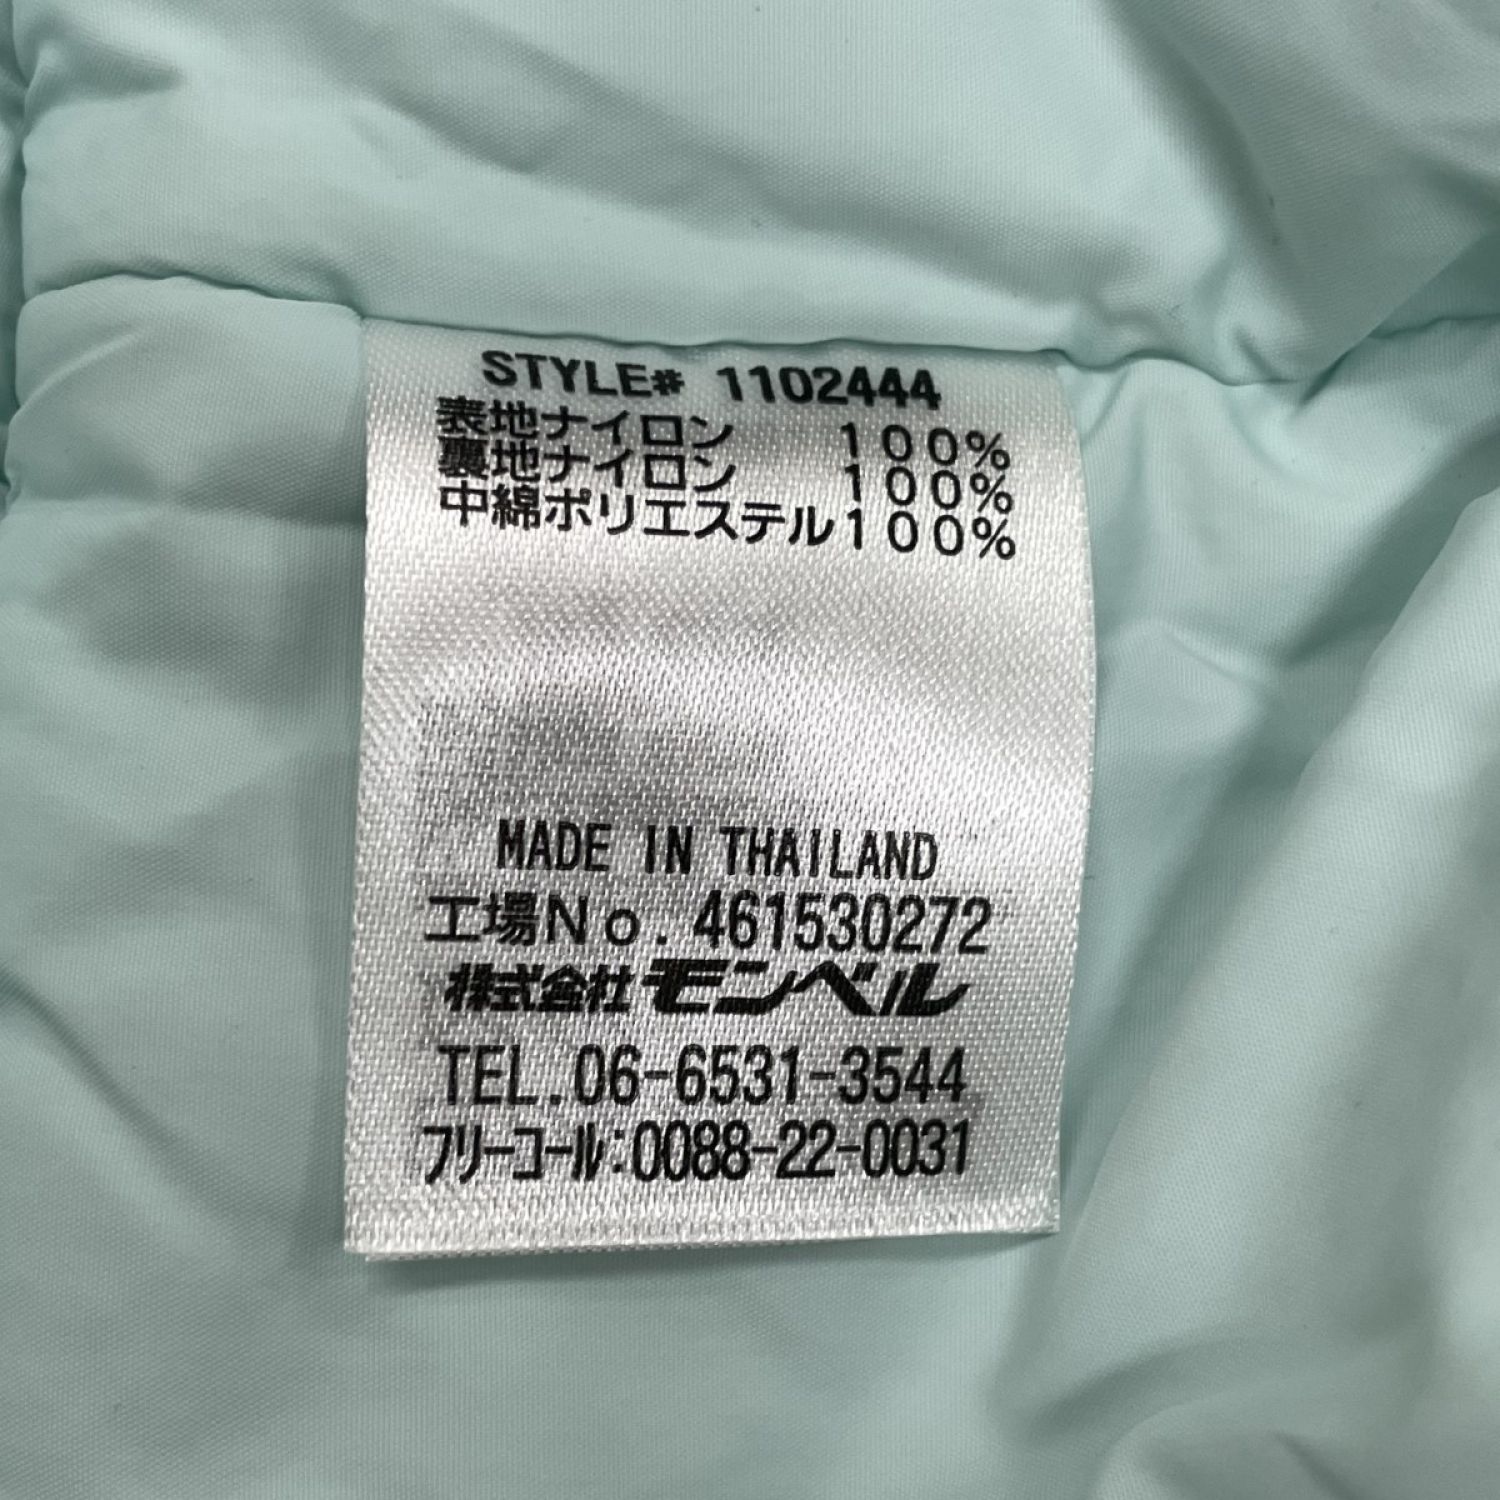 STYLE# 1102444
表地ナイロン 100%
裏地ナイロン 100%
中綿ポリエステル100%
MADE IN THAILAND
工場No. 461530272
株式会社モンベル
TEL.06-6531-3544
フリーコール:0088-22-0031